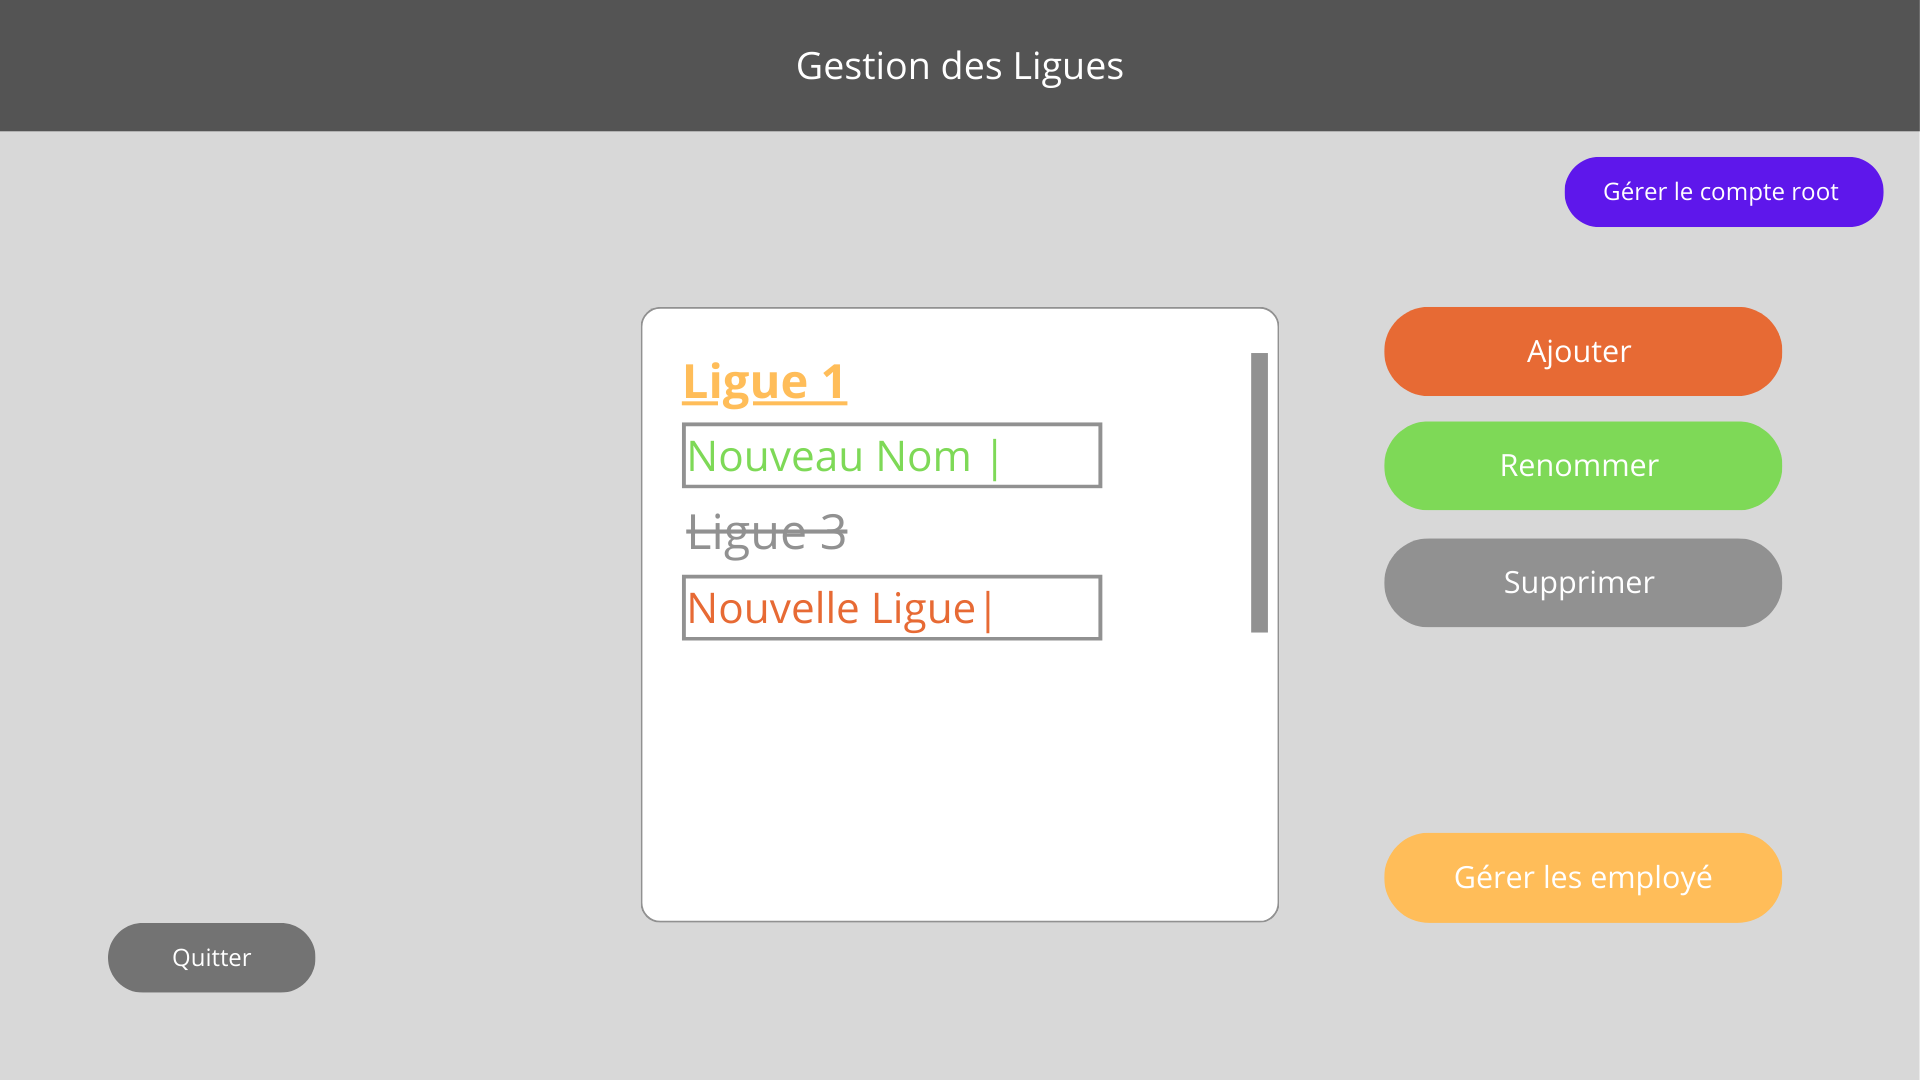 Gestion des Ligues
Gérer le compte root
Ligue 1
Nouveau Nom |
Ligue 3
Nouvelle Ligue|
Ajouter
Renommer
Supprimer
Gérer les employé
Quitter